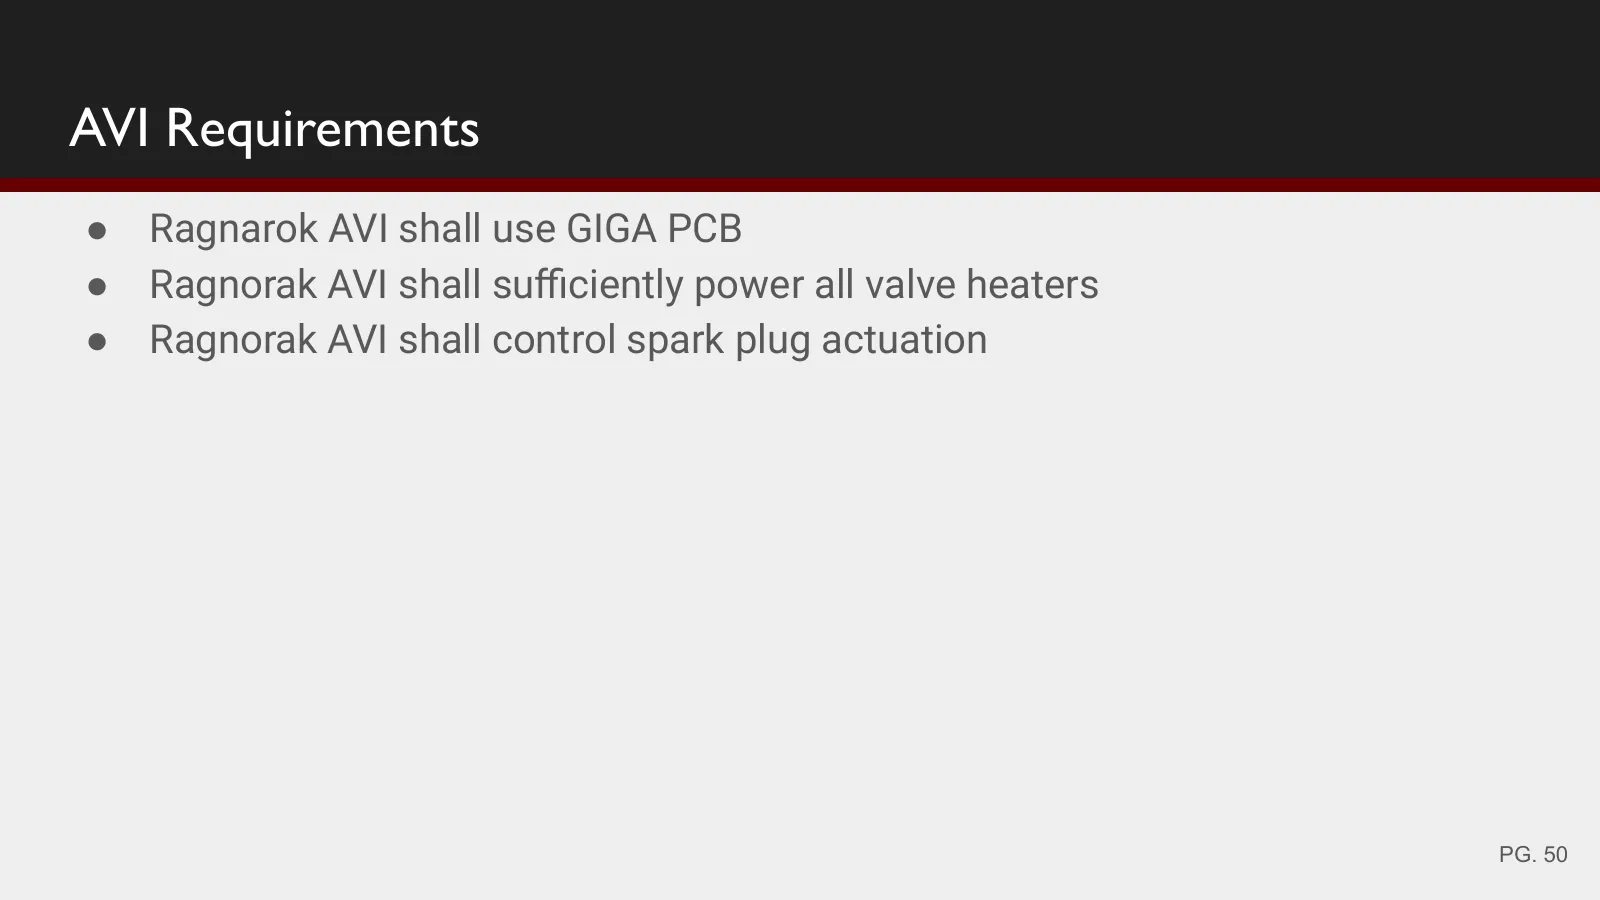 AVI Requirements
● Ragnarok AVI shall use GIGA PCB
● Ragnorak AVI shall sufficiently power all valve heaters
● Ragnorak AVI shall control spark plug actuation
PG. 50